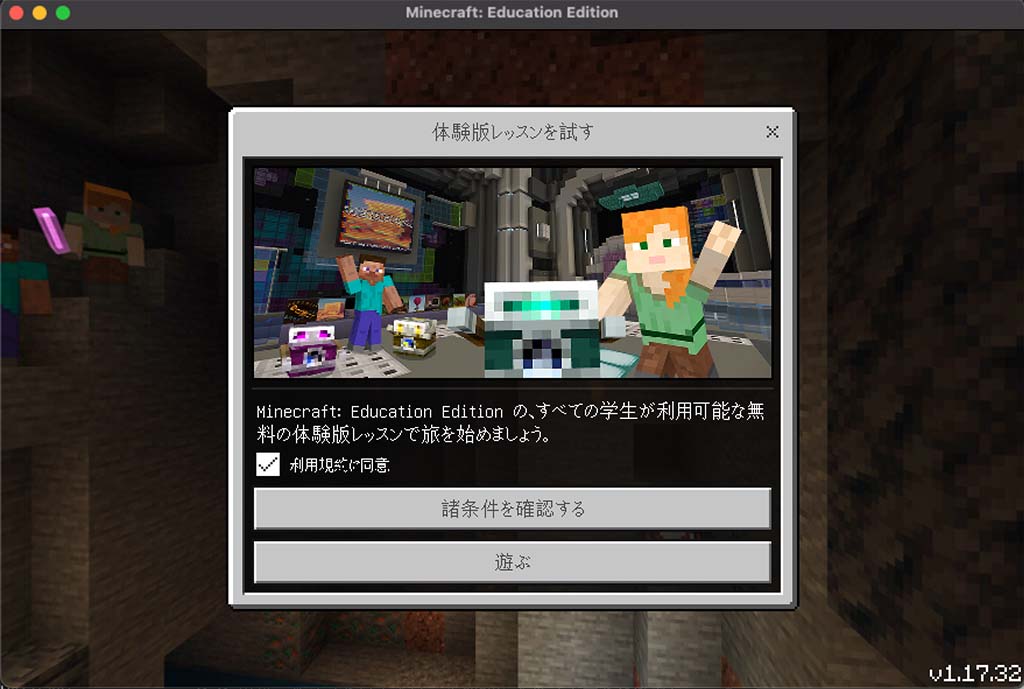 Minecraft: Education Edition
体験版レッスンを試す
Minecraft: Education Edition の、すべての学生が利用可能な無
料の体験版レッスンで旅を始めましょう。
利用規約に同意
諸条件を確認する
遊ぶ
v1.17.32